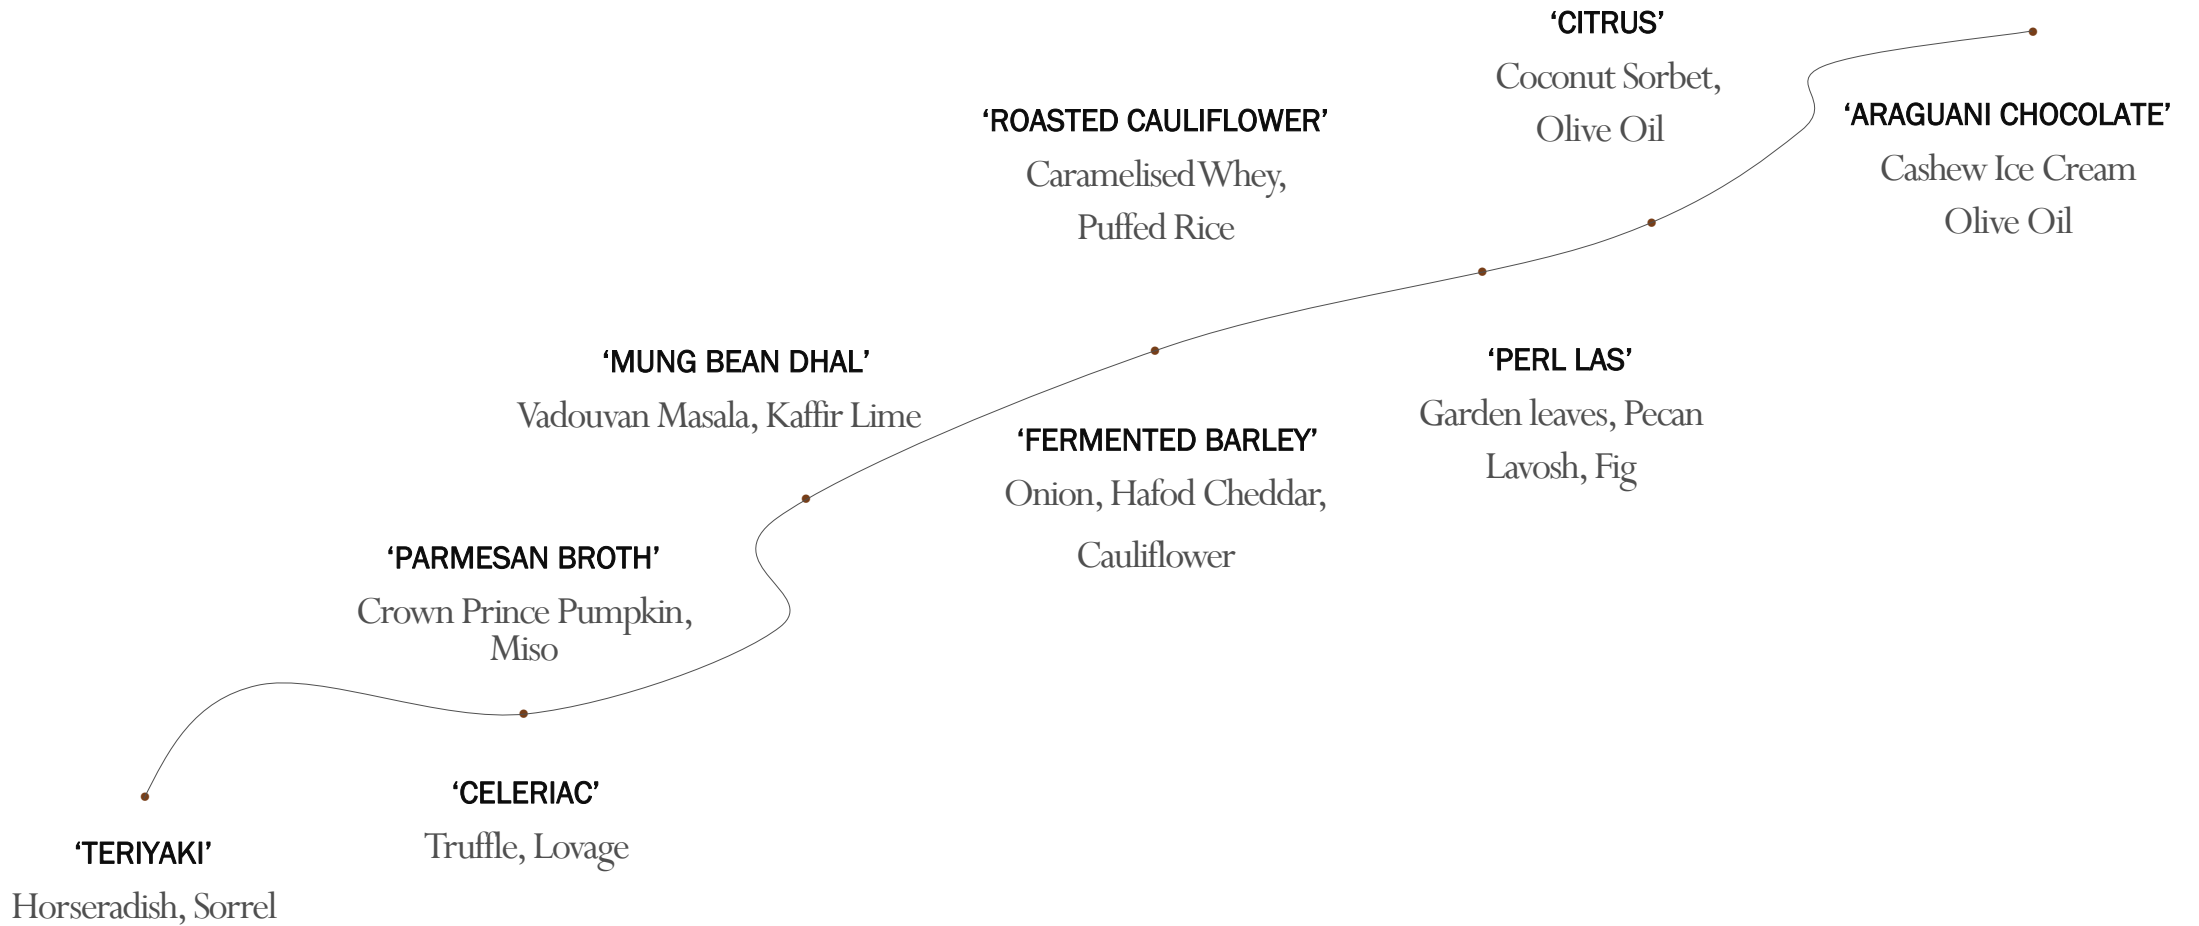 ‘TERIYAKI’
Horseradish, Sorrel
‘PARMESAN BROTH’
Crown Prince Pumpkin,
Miso
‘CELERIAC’
Truffle, Lovage
‘MUNG BEAN DHAL’
Vadouvan Masala, Kaffir Lime
‘ROASTED CAULIFLOWER’
Caramelised Whey,
Puffed Rice
‘FERMENTED BARLEY’
Onion, Hafod Cheddar,
Cauliflower
‘PERL LAS’
Garden leaves, Pecan
Lavosh, Fig
‘CITRUS’
Coconut Sorbet,
Olive Oil
‘ARAGUANI CHOCOLATE’
Cashew Ice Cream
Olive Oil